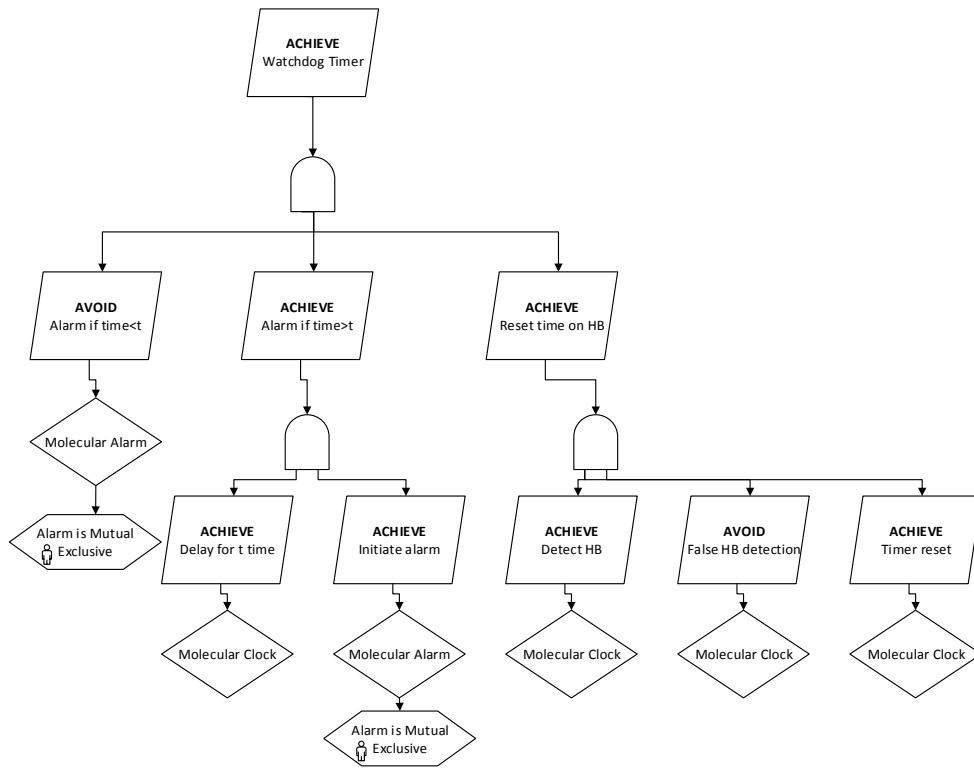 ACHIEVE
Watchdog Timer
AVOID
Alarm if time<t
ACHIEVE
Alarm if time>t
ACHIEVE
Reset time on HB
Molecular Alarm
Alarm is Mutual
Exclusive
ACHIEVE
Delay for t time
ACHIEVE
Initiate alarm
ACHIEVE
Detect HB
AVOID
False HB detection
ACHIEVE
Timer reset
Molecular Clock
Molecular Alarm
Molecular Clock
Molecular Clock
Molecular Clock
Alarm is Mutual
Exclusive